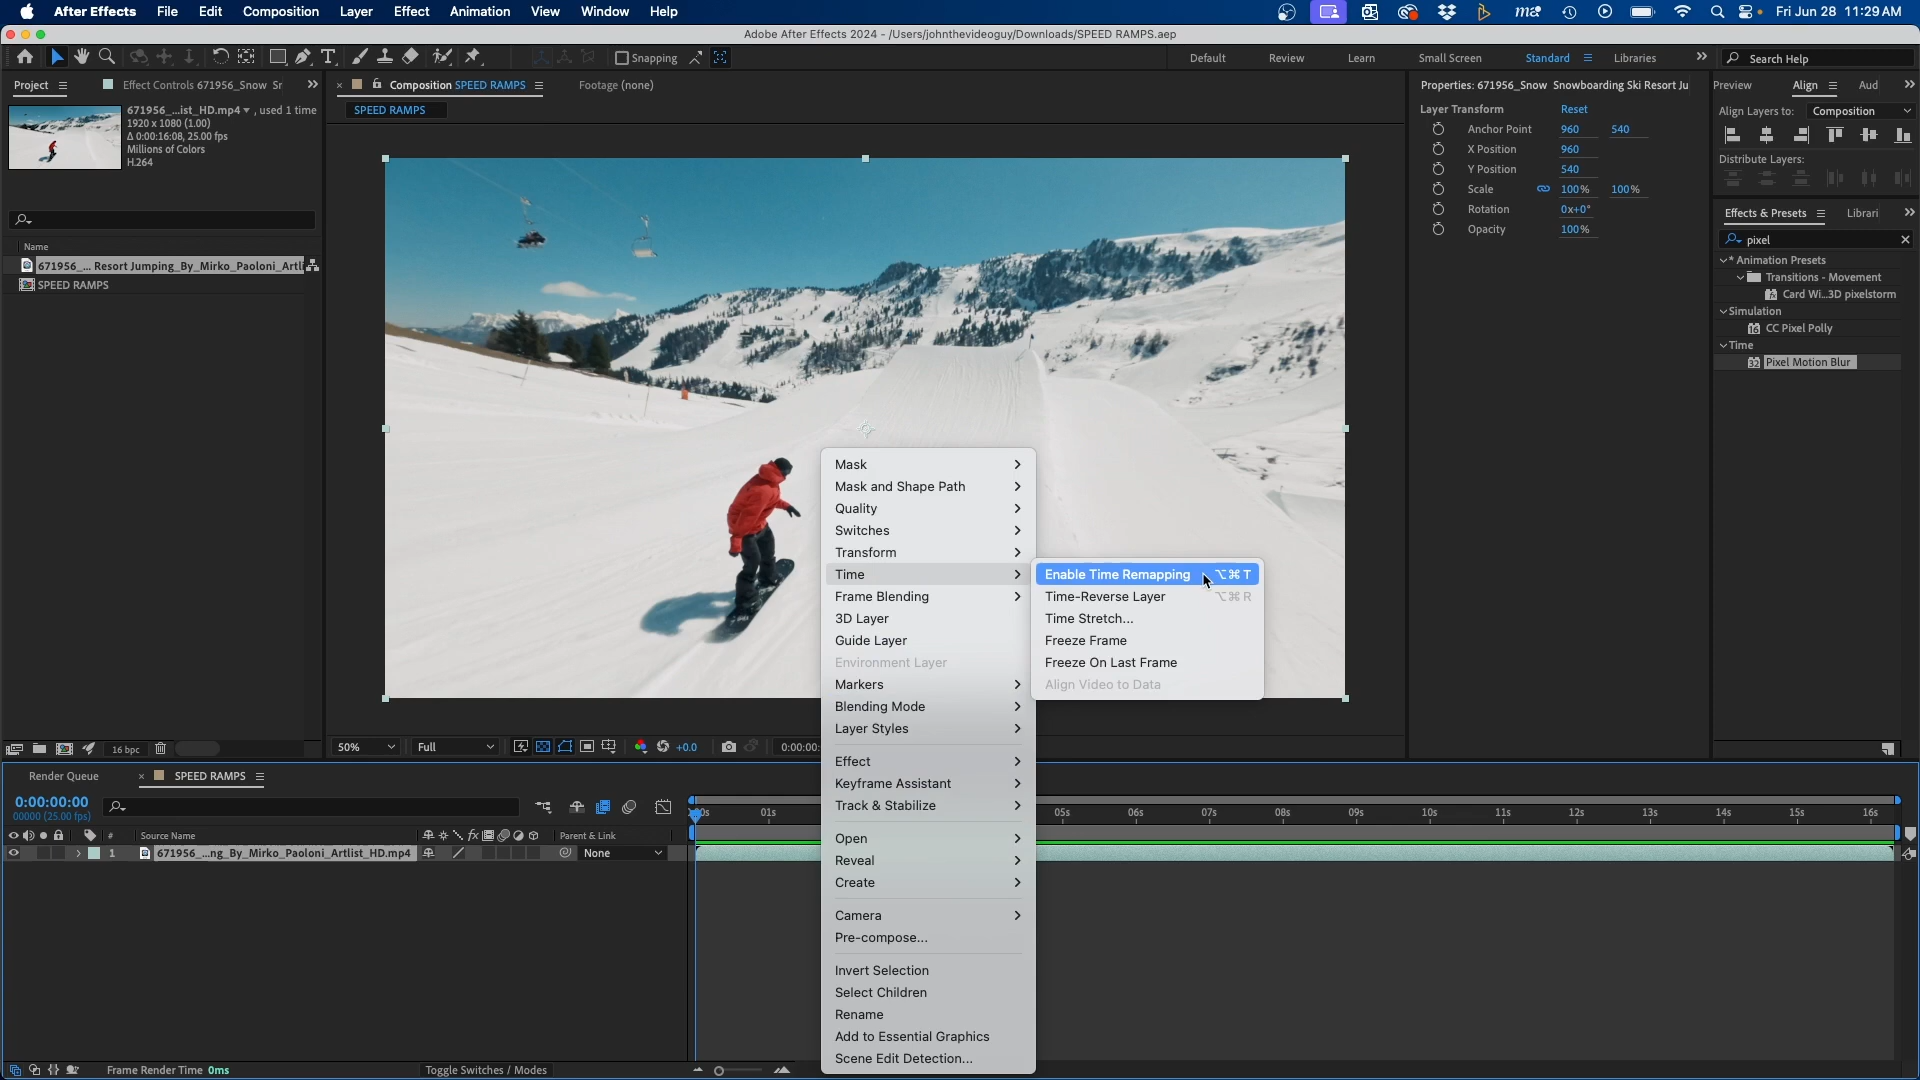 After Effects File Edit Composition Layer Effect Animation View Window Help Fri Jun 28 11:29 AM
Adobe After Effects 2024 - /Users/johnthevideoguy/Downloads/SPEED RAMPS.aep
Snapping Default Review Learn Small Screen Standard Libraries Search Help
Project Effect Controls 671956_Snow Sr
Composition SPEED RAMPS Footage (none)
SPEED RAMPS
671956_...ist_HD.mp4 , used 1 time
1920 x 1080 (1.00)
Δ 0:00:16:08, 25.00 fps
Millions of Colors
H.264
Name
671956_... Resort Jumping_By_Mirko_Paoloni_Artli
SPEED RAMPS
16 bpc
Properties: 671956_Snow Snowboarding Ski Resort Ju
Layer Transform Reset
Anchor Point 960 540
X Position 960
Y Position 540
Scale 100% 100%
Rotation 0x+0°
Opacity 100%
Preview Align Aud
Align Layers to: Composition
Distribute Layers:
Effects & Presets Librari
pixel
* Animation Presets
Transitions - Movement
Card Wi...3D pixelstorm
Simulation
CC Pixel Polly
Time
Pixel Motion Blur
Mask
Mask and Shape Path
Quality
Switches
Transform
Time
Frame Blending
3D Layer
Guide Layer
Environment Layer
Markers
Blending Mode
Layer Styles
Effect
Keyframe Assistant
Track & Stabilize
Open
Reveal
Create
Camera
Pre-compose...
Invert Selection
Select Children
Rename
Add to Essential Graphics
Scene Edit Detection...
Enable Time Remapping ⌥⌘T
Time-Reverse Layer ⌥⌘R
Time Stretch...
Freeze Frame
Freeze On Last Frame
Align Video to Data
50% Full +0.0 0:00:00:
Render Queue SPEED RAMPS
0:00:00:00
00000 (25.00 fps)
01s 05s 06s 07s 08s 09s 10s 11s 12s 13s 14s 15s 16s
# Source Name Parent & Link
1 671956_...ng_By_Mirko_Paoloni_Artlist_HD.mp4 None
Frame Render Time 0ms Toggle Switches / Modes